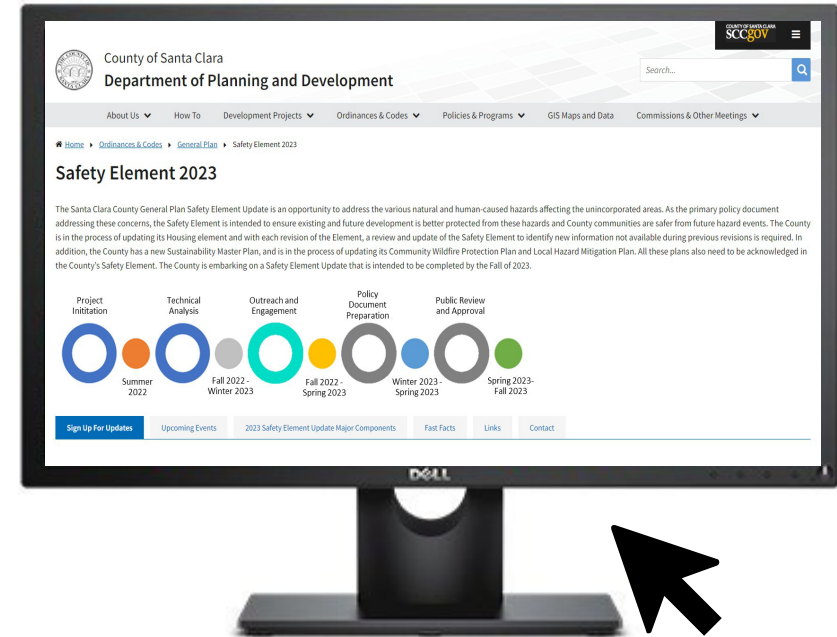 COUNTY OF SANTA CLARA
SCCGOV
County of Santa Clara
Department of Planning and Development
Search...
About Us
How To
Development Projects
Ordinances & Codes
Policies & Programs
GIS Maps and Data
Commissions & Other Meetings
Home
Ordinances & Codes
General Plan
Safety Element 2023
Safety Element 2023
The Santa Clara County General Plan Safety Element Update is an opportunity to address the various natural and human-caused hazards affecting the unincorporated areas. As the primary policy document
addressing these concerns, the Safety Element is intended to ensure existing and future development is better protected from these hazards and County communities are safer from future hazard events. The County
is in the process of updating its Housing element and with each revision of the Element, a review and update of the Safety Element to identify new information not available during previous revisions is required. In
addition, the County has a new Sustainability Master Plan, and is in the process of updating its Community Wildfire Protection Plan and Local Hazard Mitigation Plan. All these plans also need to be acknowledged in
the County's Safety Element. The County is embarking on a Safety Element Update that is intended to be completed by the Fall of 2023.
Project
Inititation
Technical
Analysis
Outreach and
Engagement
Policy
Document
Preparation
Public Review
and Approval
Summer
2022
Fall 2022 -
Winter 2023
Fall 2022 -
Spring 2023
Winter 2023 -
Spring 2023
Spring 2023-
Fall 2023
Sign Up For Updates
Upcoming Events
2023 Safety Element Update Major Components
Fast Facts
Links
Contact
DELL